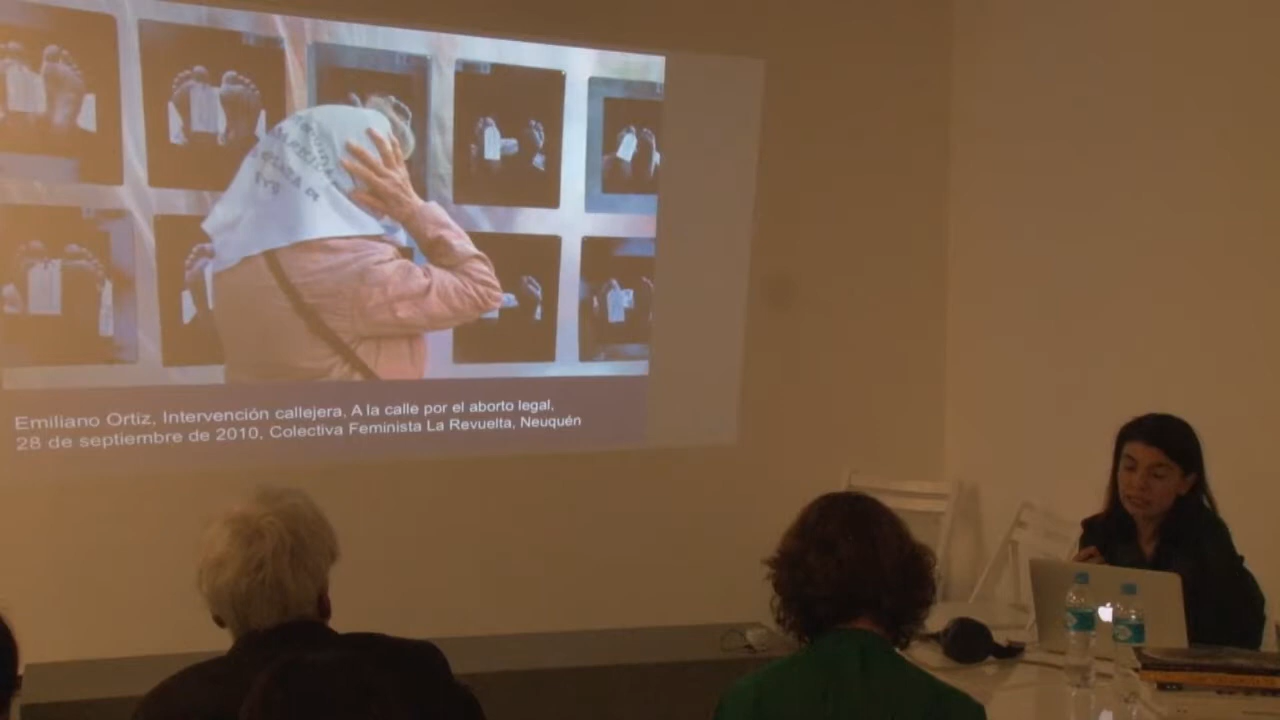 Emiliano Ortiz, Intervención callejera, A la calle por el aborto legal,
28 de septiembre de 2010, Colectiva Feminista La Revuelta, Neuquén